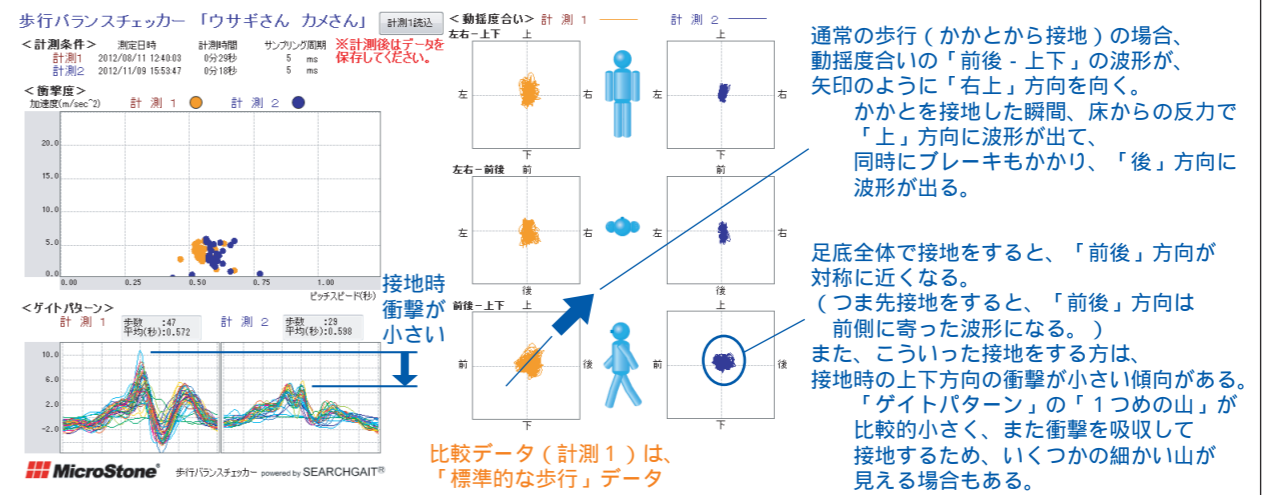 歩行バランスチェッカー 「ウサギさん カメさん」
計測1読込
<計測条件> 測定日時 計測時間 サンプリング周期
計測1 2012/08/11 12:40:03 0分29秒 5 ms
計測2 2012/11/09 15:53:47 0分18秒 5 ms
※計測後はデータを
保存してください。
<衝撃度>
加速度(m/sec^2) 計 測 1 計 測 2
20.0
15.0
10.0
5.0
0.0
0.00 0.25 0.50 0.75 1.00
ピッチスピード(秒)
接地時
衝撃が
小さい
<ゲイトパターン>
計 測 1 歩数 :47
平均(秒):0.572
計 測 2 歩数 :29
平均(秒):0.598
10.0
6.0
2.0
-2.0
MicroStone®
歩行バランスチェッカー powered by SEARCHGAIT®
<動揺度合い> 計 測 1 計 測 2
左右-上下 上 上
左 右 左 右
下 下
左右-前後 前 前
左 右 左 右
後 後
前後-上下 上 上
前 後 前 後
下 下
比較データ(計測1)は、
「標準的な歩行」データ
通常の歩行(かかとから接地)の場合、
動揺度合いの「前後 - 上下」の波形が、
矢印のように「右上」方向を向く。
かかとを接地した瞬間、床からの反力で
「上」方向に波形が出て、
同時にブレーキもかかり、「後」方向に
波形が出る。
足底全体で接地をすると、「前後」方向が
対称に近くなる。
(つま先接地をすると、「前後」方向は
前側に寄った波形になる。)
また、こういった接地をする方は、
接地時の上下方向の衝撃が小さい傾向がある。
「ゲイトパターン」の「1つめの山」が
比較的小さく、また衝撃を吸収して
接地するため、いくつかの細かい山が
見える場合もある。